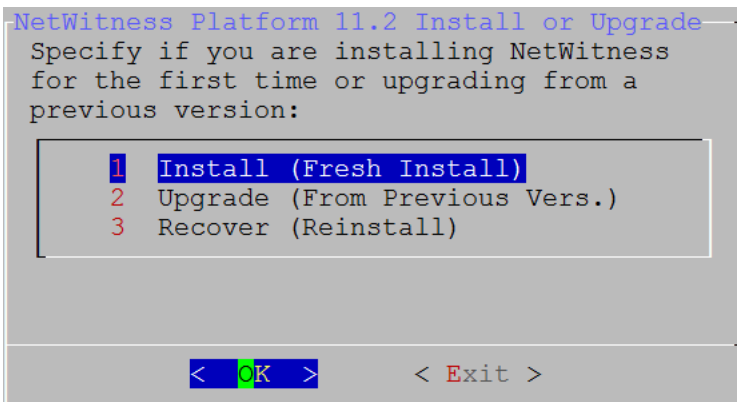 NetWitness Platform 11.2 Install or Upgrade
Specify if you are installing NetWitness
for the first time or upgrading from a
previous version:
1 Install (Fresh Install)
2 Upgrade (From Previous Vers.)
3 Recover (Reinstall)
< OK > < Exit >